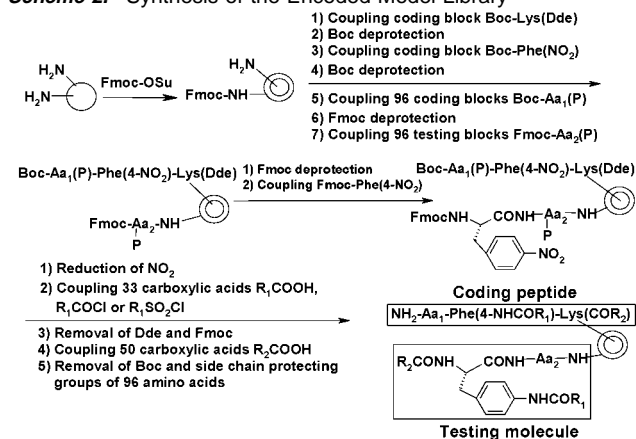 Scheme 2. Synthesis of the Encoded Model Library
1) Coupling coding block Boc-Lys(Dde)
2) Boc deprotection
3) Coupling coding block Boc-Phe(NO₂)
4) Boc deprotection
5) Coupling 96 coding blocks Boc-Aa₁(P)
6) Fmoc deprotection
7) Coupling 96 testing blocks Fmoc-Aa₂(P)
H₂N
H₂N
Fmoc-OSu
H₂N
Fmoc-NH
Boc-Aa₁(P)-Phe(4-NO₂)-Lys(Dde)
Fmoc-Aa₂-NH
P
1) Fmoc deprotection
2) Coupling Fmoc-Phe(4-NO₂)
Boc-Aa₁(P)-Phe(4-NO₂)-Lys(Dde)
FmocHN CONH-Aa₂-NH
P
NO₂
1) Reduction of NO₂
2) Coupling 33 carboxylic acids R₁COOH,
R₁COCl or R₁SO₂Cl
3) Removal of Dde and Fmoc
4) Coupling 50 carboxylic acids R₂COOH
5) Removal of Boc and side chain protecting
groups of 96 amino acids
Coding peptide
NH₂-Aa₁-Phe(4-NHCOR₁)-Lys(COR₂)
R₂CONH CONH-Aa₂-NH
NHCOR₁
Testing molecule